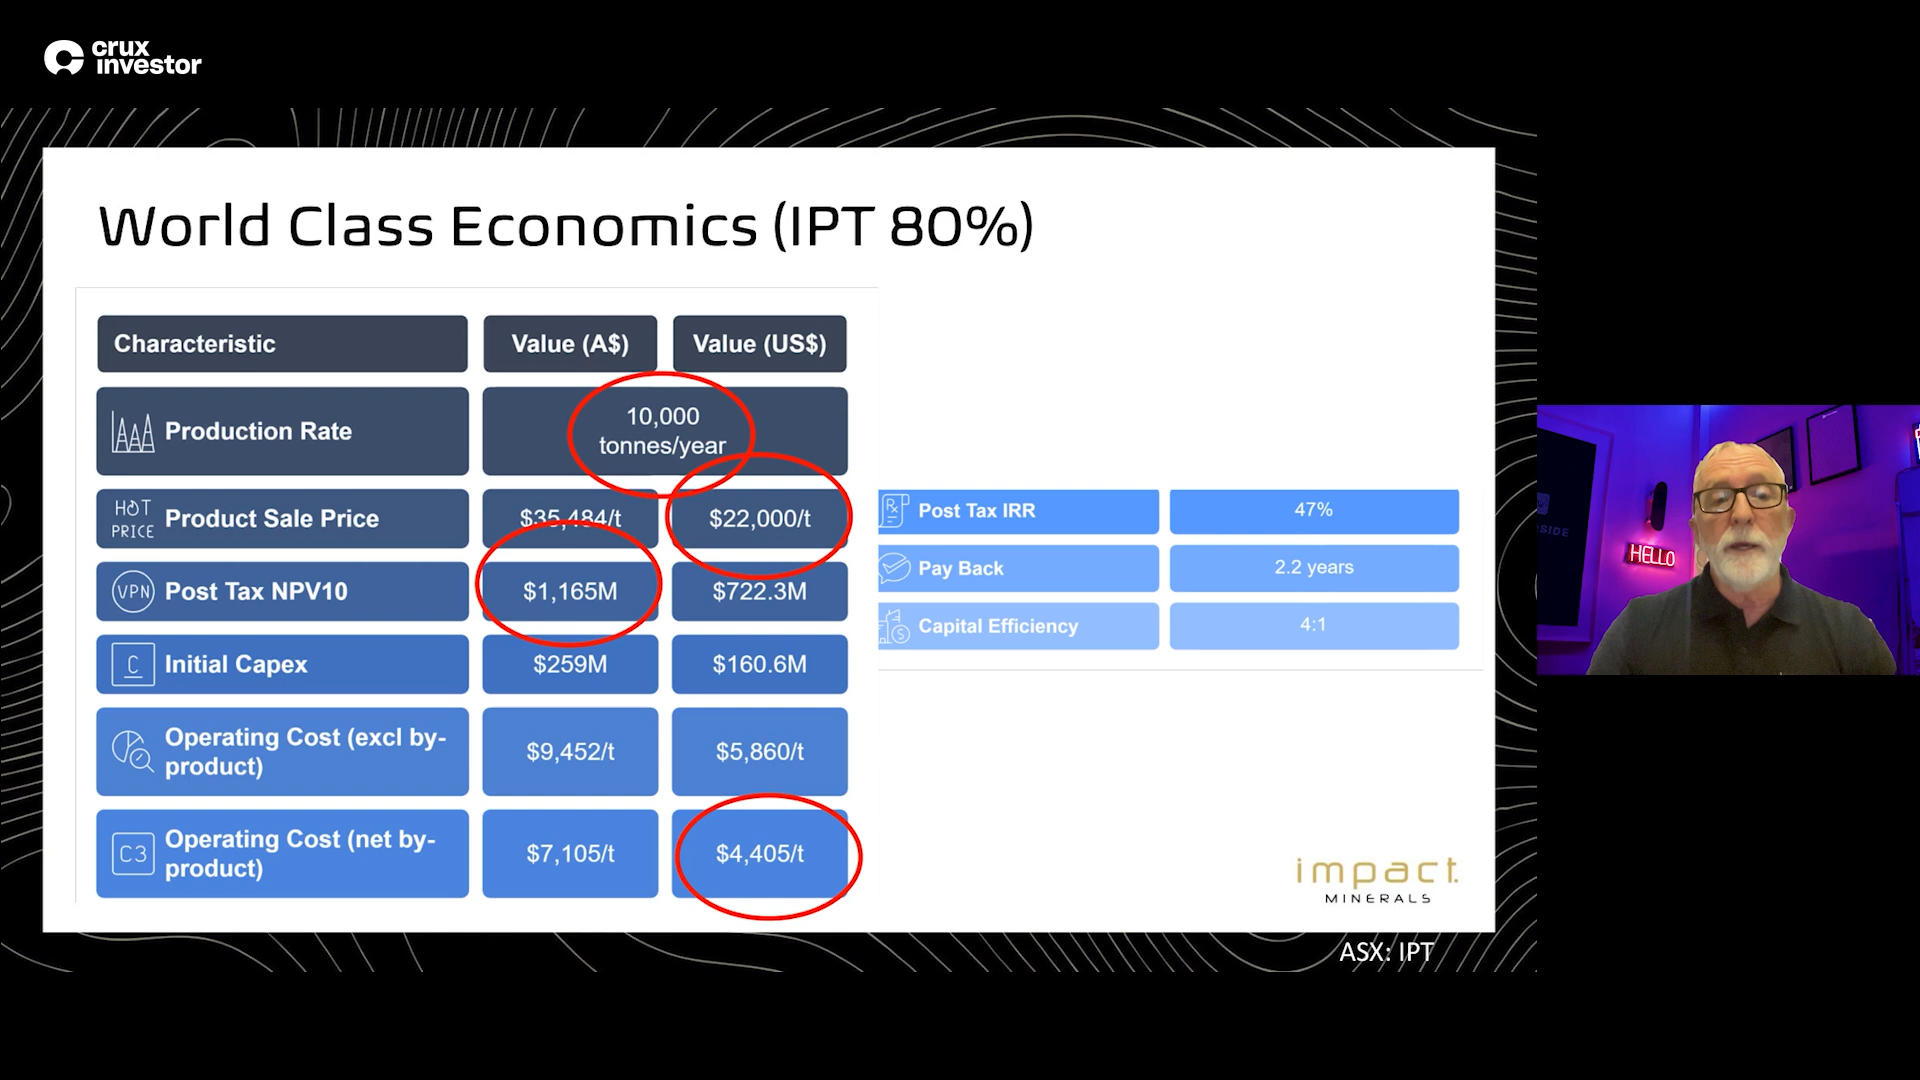 crux
investor
World Class Economics (IPT 80%)
Characteristic
Value (A$)
Value (US$)
Production Rate
10,000
tonnes/year
HOT
PRICE
Product Sale Price
$35,484/t
$22,000/t
VPN
Post Tax NPV10
$1,165M
$722.3M
C
Initial Capex
$259M
$160.6M
Operating Cost (excl by-
product)
$9,452/t
$5,860/t
C3
Operating Cost (net by-
product)
$7,105/t
$4,405/t
Post Tax IRR
47%
Pay Back
2.2 years
Capital Efficiency
4:1
impact
MINERALS
ASX: IPT
HELLO